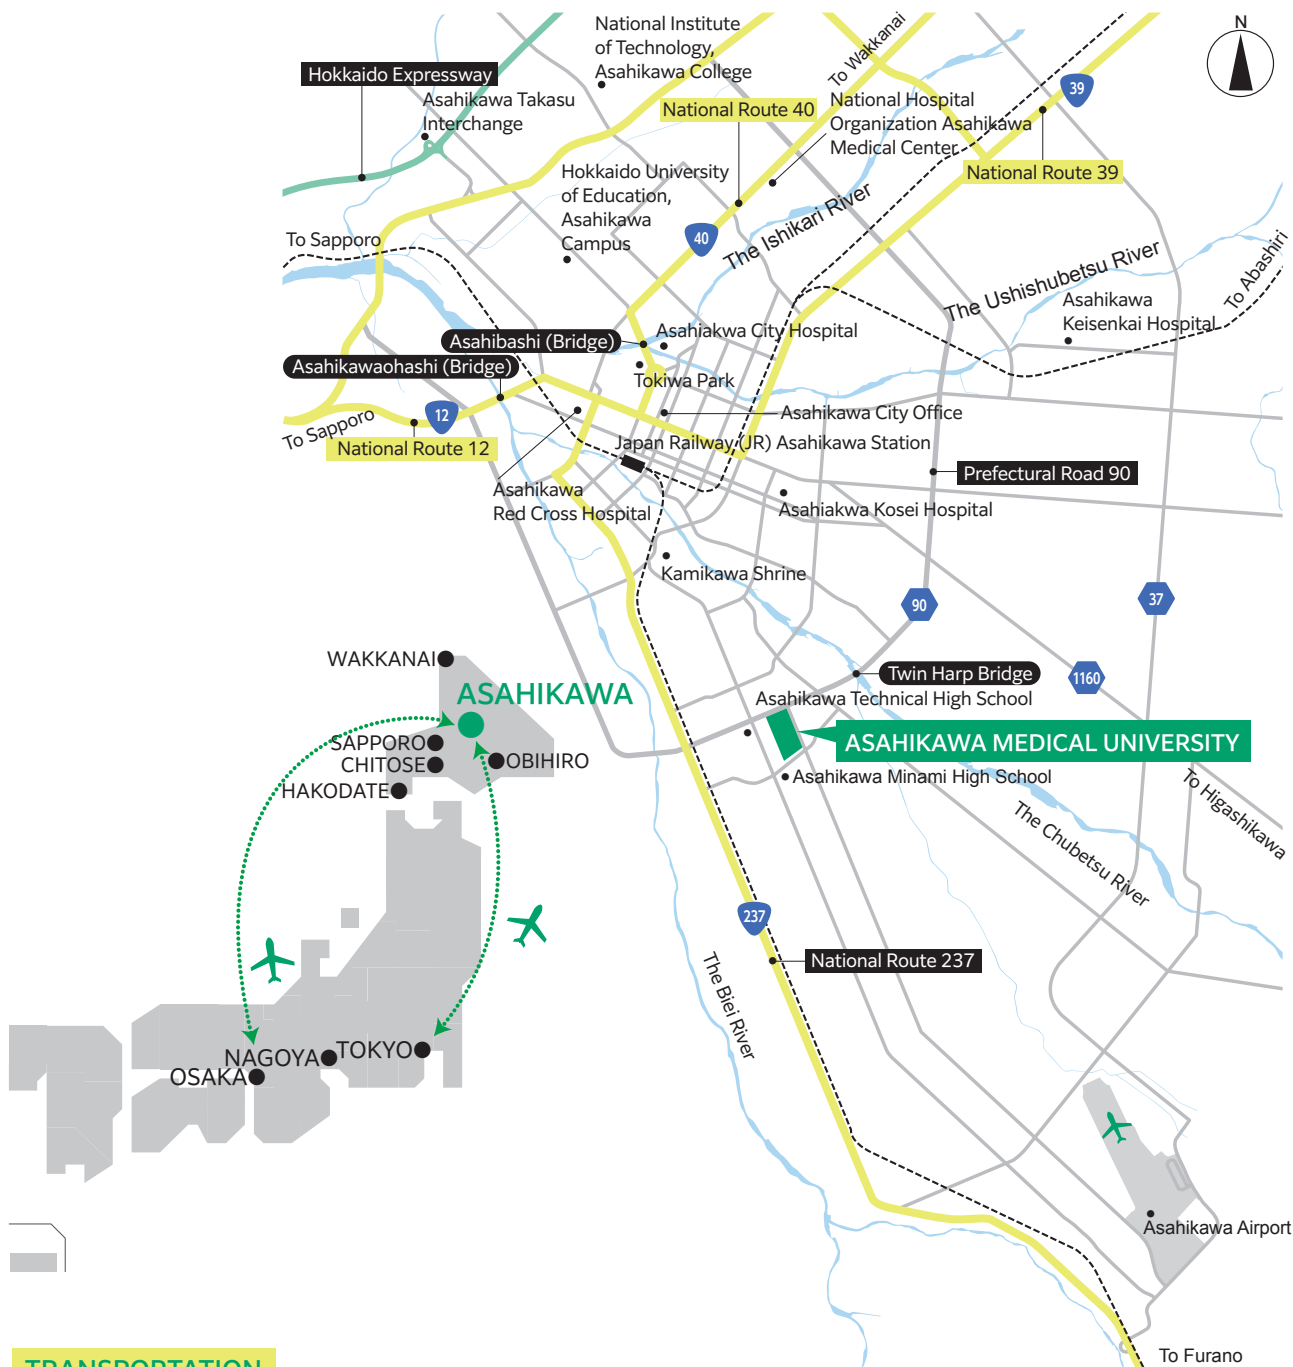 National Institute
of Technology,
Asahikawa College
N
To Wakkanai
Hokkaido Expressway
39
Asahikawa Takasu
Interchange
National Route 40
National Hospital
Organization Asahikawa
Medical Center
National Route 39
Hokkaido University
of Education,
Asahikawa
Campus
40
The Ishikari River
To Sapporo
The Ushishubetsu River
To Abashiri
Asahikawa
Keisenkai Hospital
Asahibashi (Bridge)
Asahiakwa City Hospital
Asahikawaohashi (Bridge)
Tokiwa Park
12
Asahikawa City Office
To Sapporo
National Route 12
Japan Railway (JR) Asahikawa Station
Prefectural Road 90
Asahikawa
Red Cross Hospital
Asahiakwa Kosei Hospital
Kamikawa Shrine
90
37
WAKKANAI
Twin Harp Bridge
1160
ASAHIKAWA
Asahikawa Technical High School
SAPPORO
ASAHIKAWA MEDICAL UNIVERSITY
CHITOSE
OBIHIRO
Asahikawa Minami High School
HAKODATE
To Higashikawa
The Chubetsu River
237
National Route 237
The Biei River
TOKYO
NAGOYA
OSAKA
Asahikawa Airport
To Furano
TRANSPORTATION